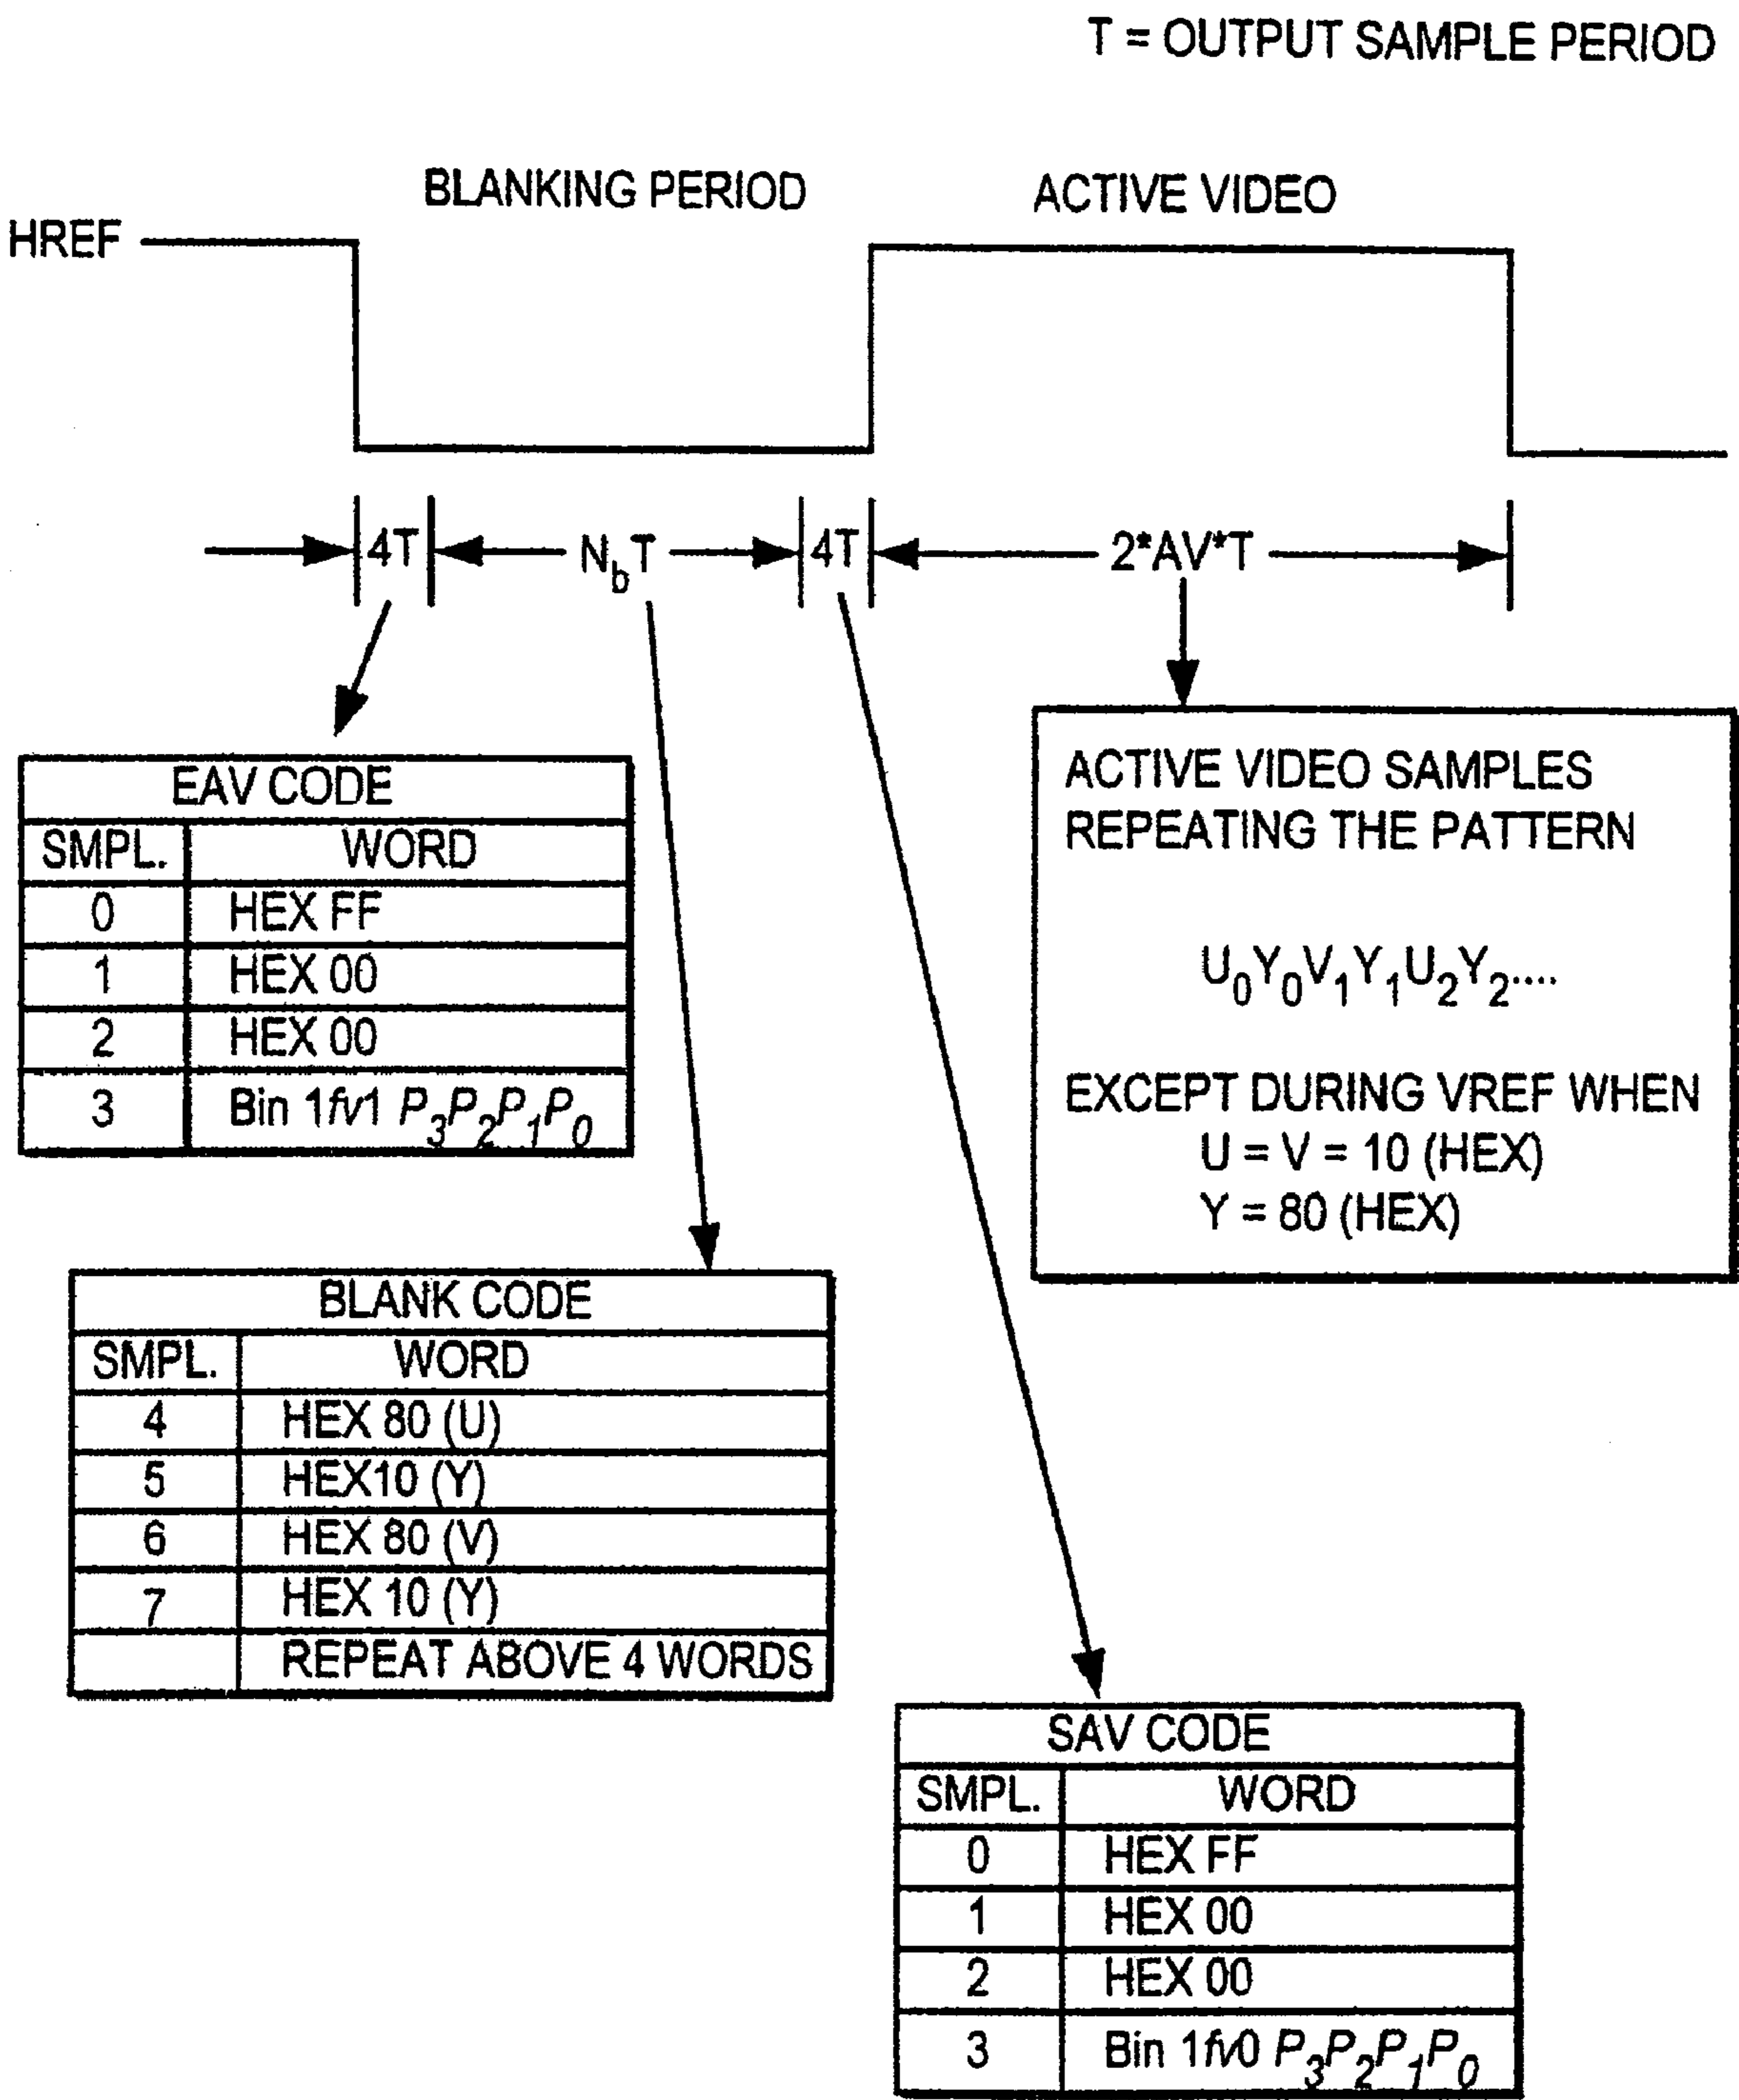 T = OUTPUT SAMPLE PERIOD
BLANKING PERIOD
ACTIVE VIDEO
HREF
4T
N_bT
4T
2*AV*T
EAV CODE
SMPL. WORD
0 HEX FF
1 HEX 00
2 HEX 00
3 Bin 1fv1 P_3P_2P_1P_0
ACTIVE VIDEO SAMPLES
REPEATING THE PATTERN
U_0Y_0V_1Y_1U_2Y_2....
EXCEPT DURING VREF WHEN
U = V = 10 (HEX)
Y = 80 (HEX)
BLANK CODE
SMPL. WORD
4 HEX 80 (U)
5 HEX10 (Y)
6 HEX 80 (V)
7 HEX 10 (Y)
REPEAT ABOVE 4 WORDS
SAV CODE
SMPL. WORD
0 HEX FF
1 HEX 00
2 HEX 00
3 Bin 1fv0 P_3P_2P_1P_0